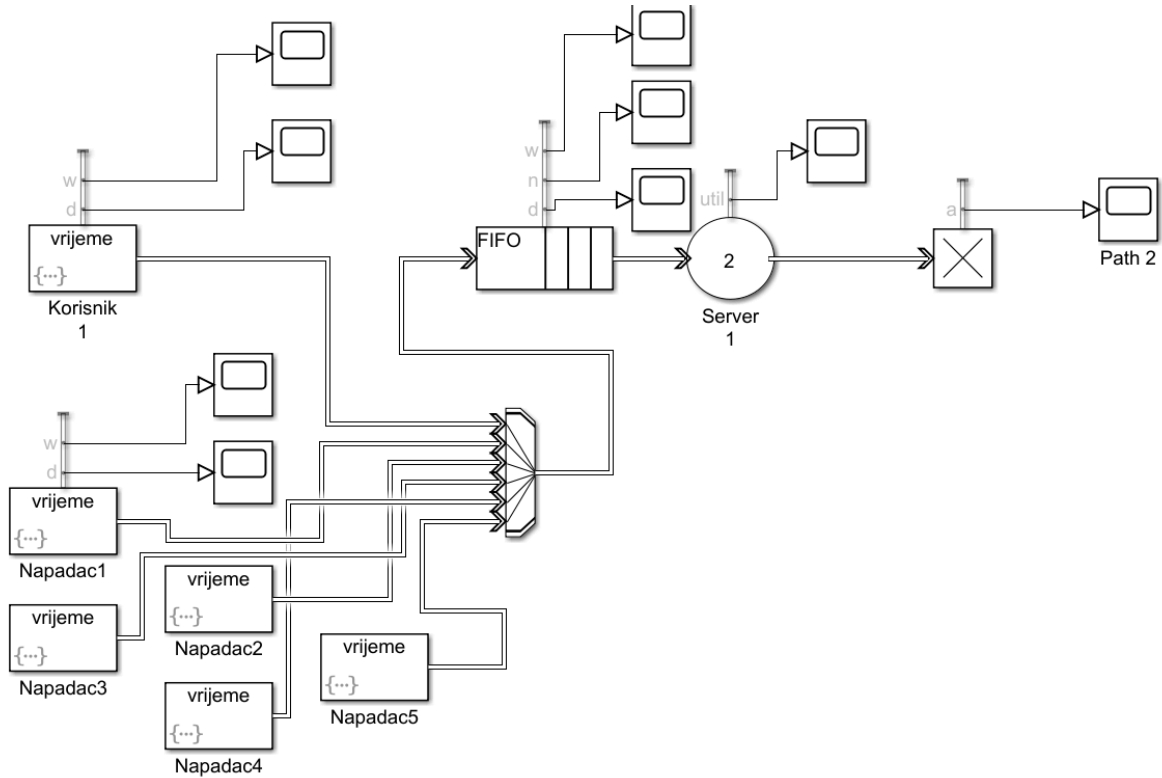 w
d
vrijeme
{...}
Korisnik
1
w
n
d
FIFO
util
2
Server
1
a
Path 2
w
d
vrijeme
{...}
Napadac1
vrijeme
{...}
Napadac2
vrijeme
{...}
Napadac3
vrijeme
{...}
Napadac4
vrijeme
{...}
Napadac5